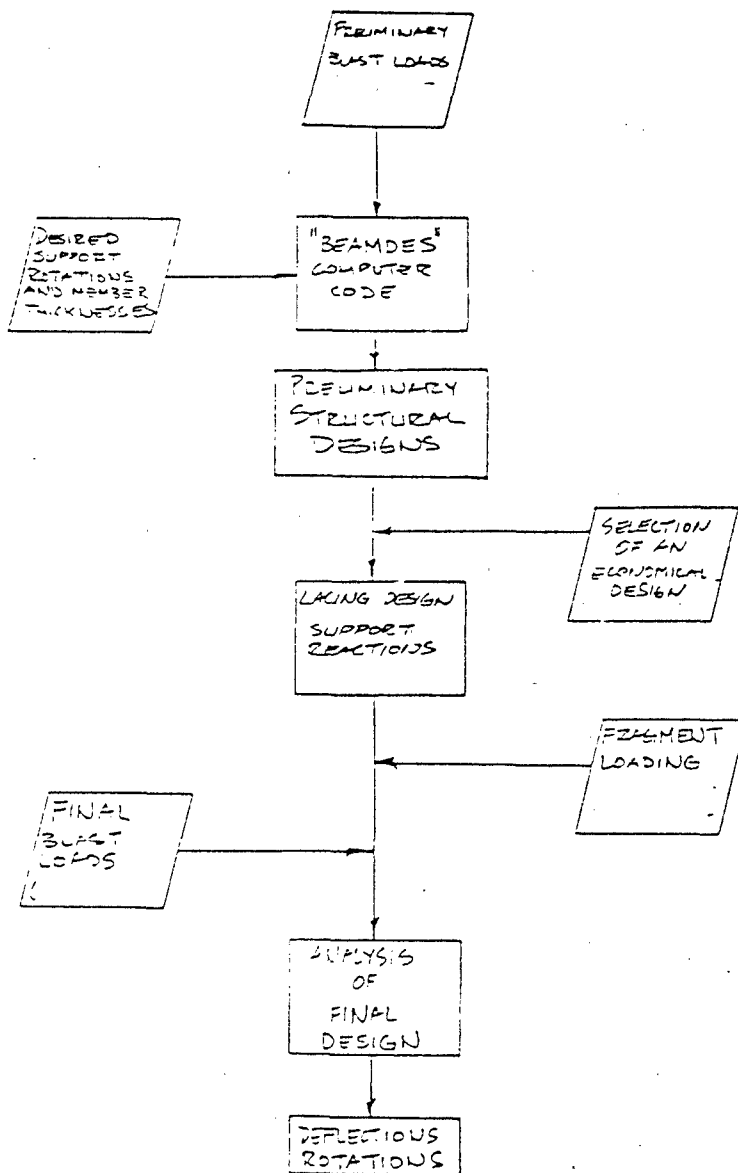 PRELIMINARY
BLAST LOADS
DESIRED
SUPPORT
ROTATIONS
AND MEMBER
THICKNESSES
"BEAMDES"
COMPUTER
CODE
PRELIMINARY
STRUCTURAL
DESIGNS
SELECTION
OF AN
ECONOMICAL
DESIGN
LACING DESIGN
SUPPORT
REACTIONS
FRAGMENT
LOADING
FINAL
BLAST
LOADS
ANALYSIS
OF
FINAL
DESIGN
DEFLECTIONS
ROTATIONS